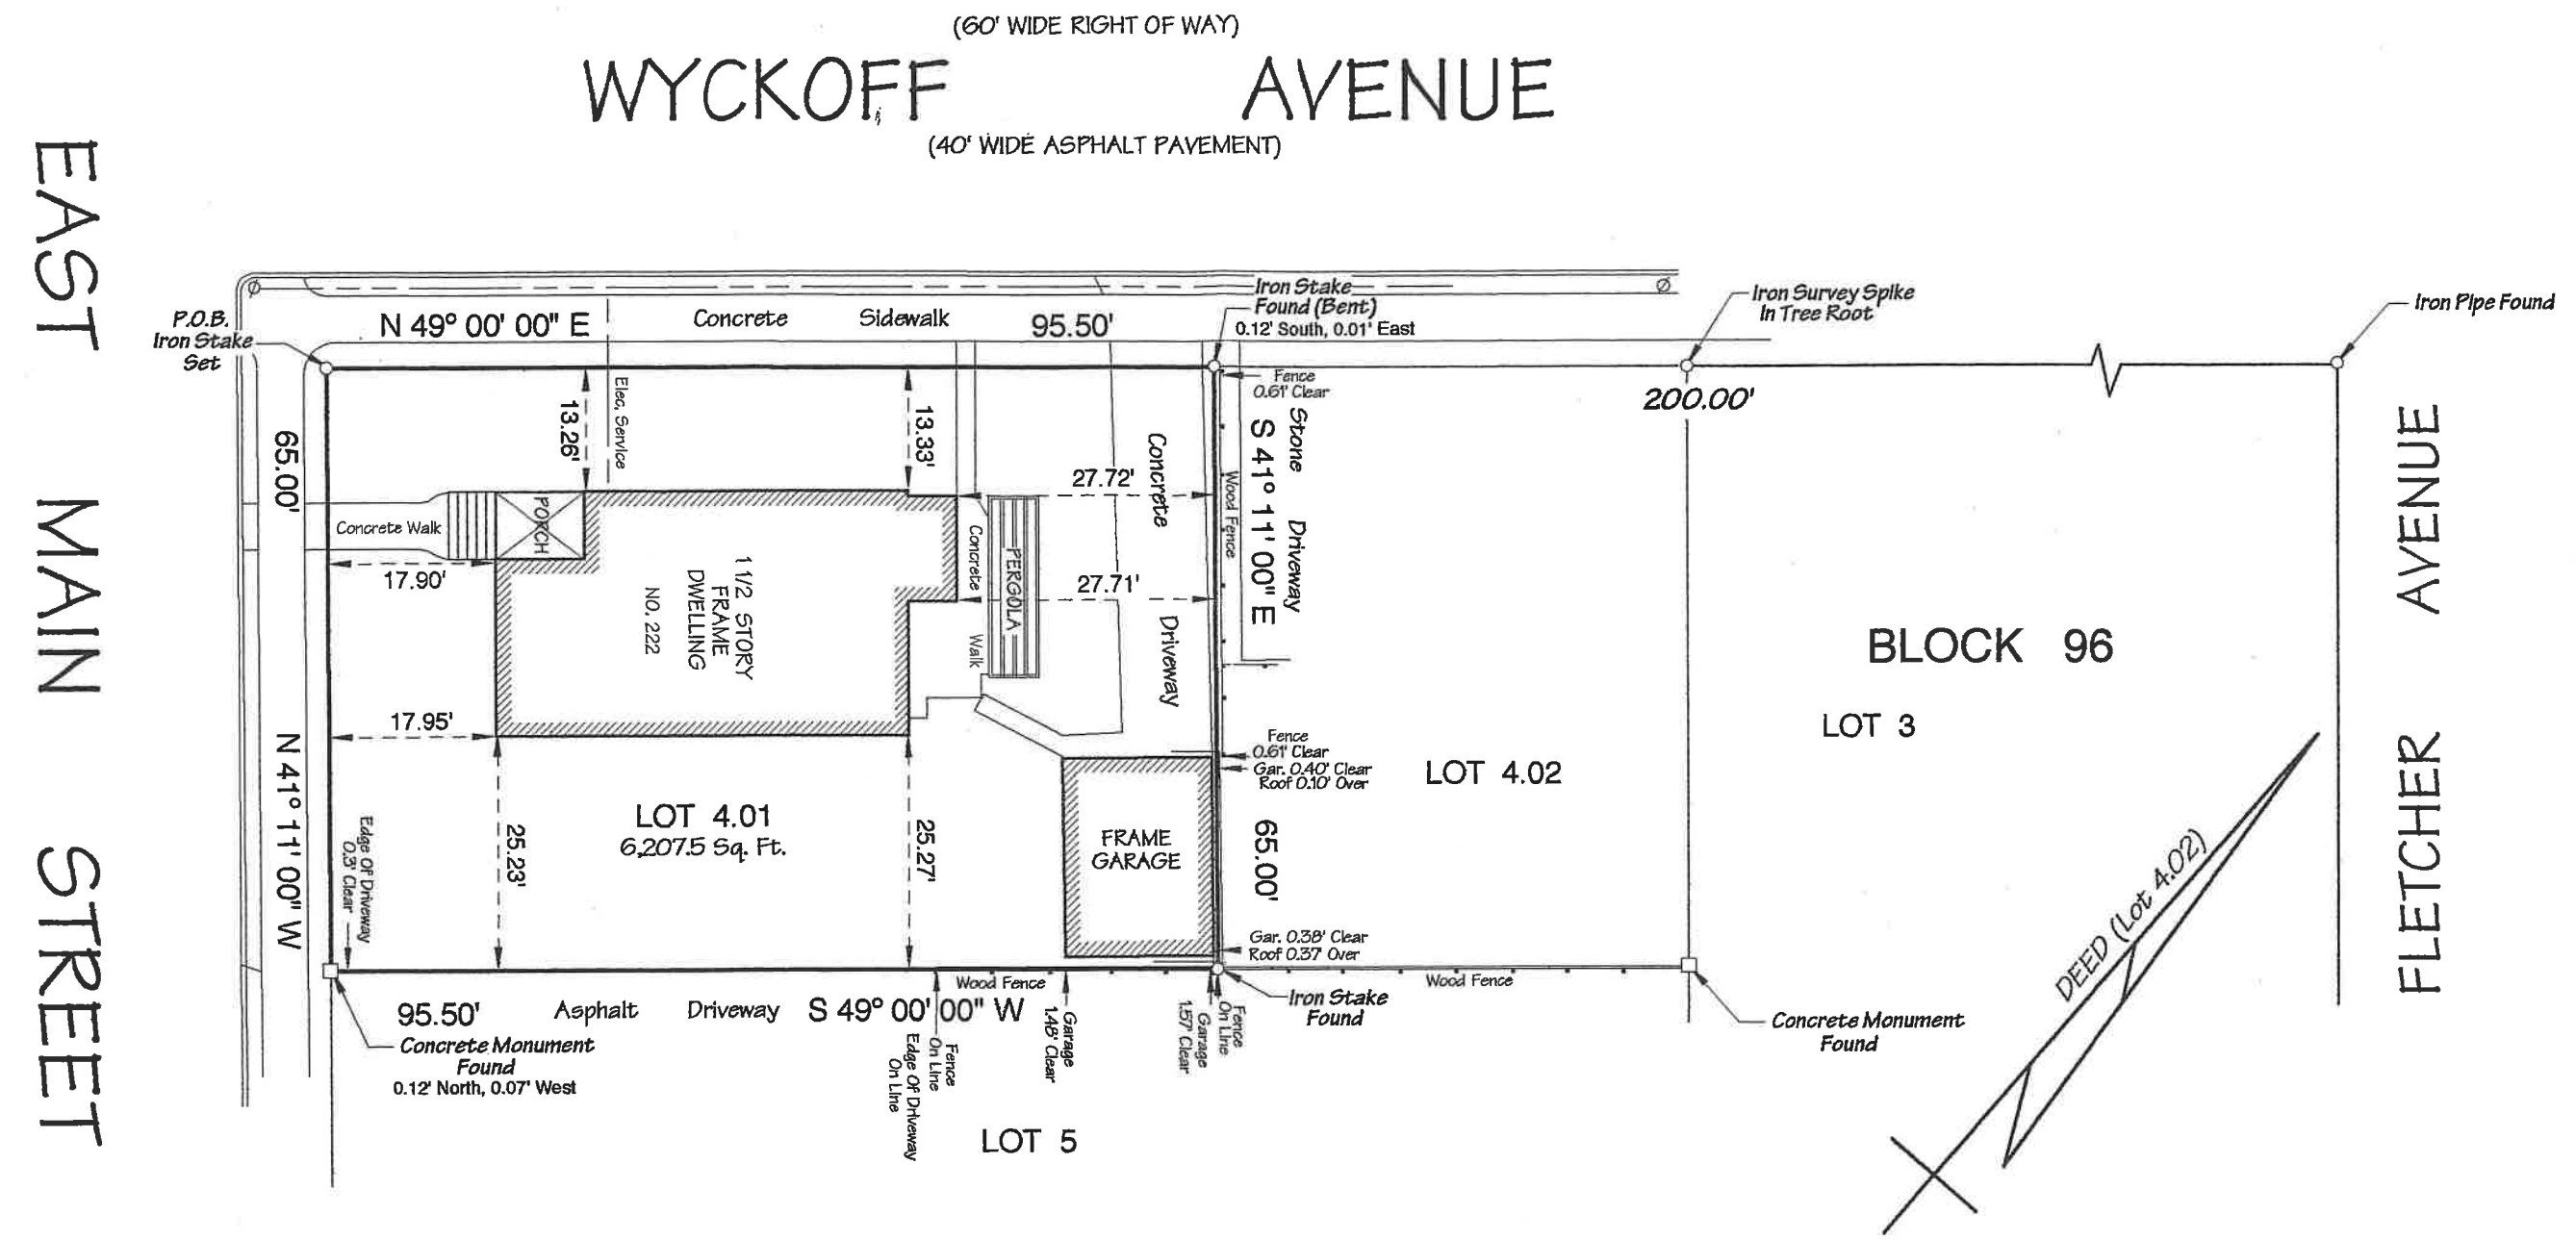 (60' WIDE RIGHT OF WAY)
WYCKOFF AVENUE
(40' WIDE ASPHALT PAVEMENT)
EAST MAIN STREET
P.O.B.
Iron Stake
Set
N 49° 00' 00" E
Concrete Sidewalk
95.50'
Iron Stake
Found (Bent)
0.12' South, 0.01' East
Iron Survey Spike
In Tree Root
Iron Pipe Found
200.00'
Fence
0.61' Clear
65.00'
N 41° 11' 00" W
13.26'
Elec. Service
13.33'
Concrete Driveway
27.72'
27.71'
Wood Fence
S 41° 11' 00" E
Stone Driveway
Concrete Walk
PORCH
17.90'
17.95'
1 1/2 STORY
FRAME
DWELLING
NO. 222
Concrete Walk
PERGOLA
BLOCK 96
LOT 3
FLETCHER AVENUE
Fence
0.61' Clear
Gar. 0.40' Clear
Roof 0.10' Over
LOT 4.02
LOT 4.01
6,207.5 Sq. Ft.
25.23'
25.27'
Edge Of Driveway
0.3' Clear
FRAME
GARAGE
65.00'
Gar. 0.38' Clear
Roof 0.37 Over
DEED (Lot 4.02)
Wood Fence
Wood Fence
95.50'
Asphalt Driveway
S 49° 00' 00" W
Concrete Monument
Found
0.12' North, 0.07' West
Fence
On Line
Edge Of Driveway
On Line
Garage
1.48' Clear
Fence
On Line
Garage
1.57' Clear
Iron Stake
Found
Concrete Monument
Found
LOT 5